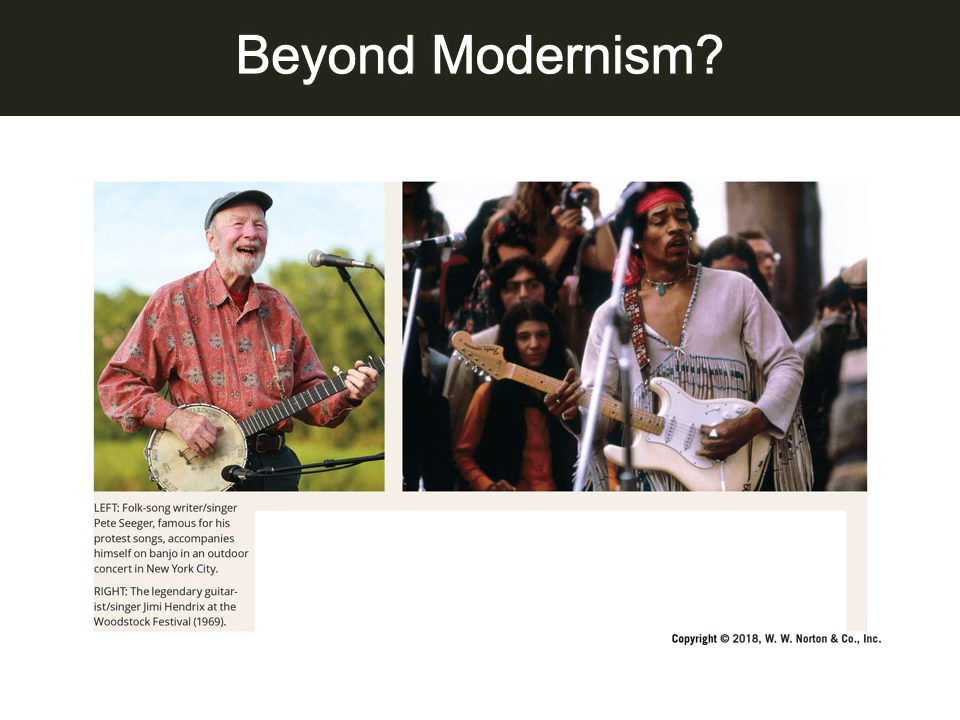 Beyond Modernism?
LEFT: Folk-song writer/singer
Pete Seeger, famous for his
protest songs, accompanies
himself on banjo in an outdoor
concert in New York City.
RIGHT: The legendary guitar-
ist/singer Jimi Hendrix at the
Woodstock Festival (1969).
Copyright © 2018, W. W. Norton & Co., Inc.